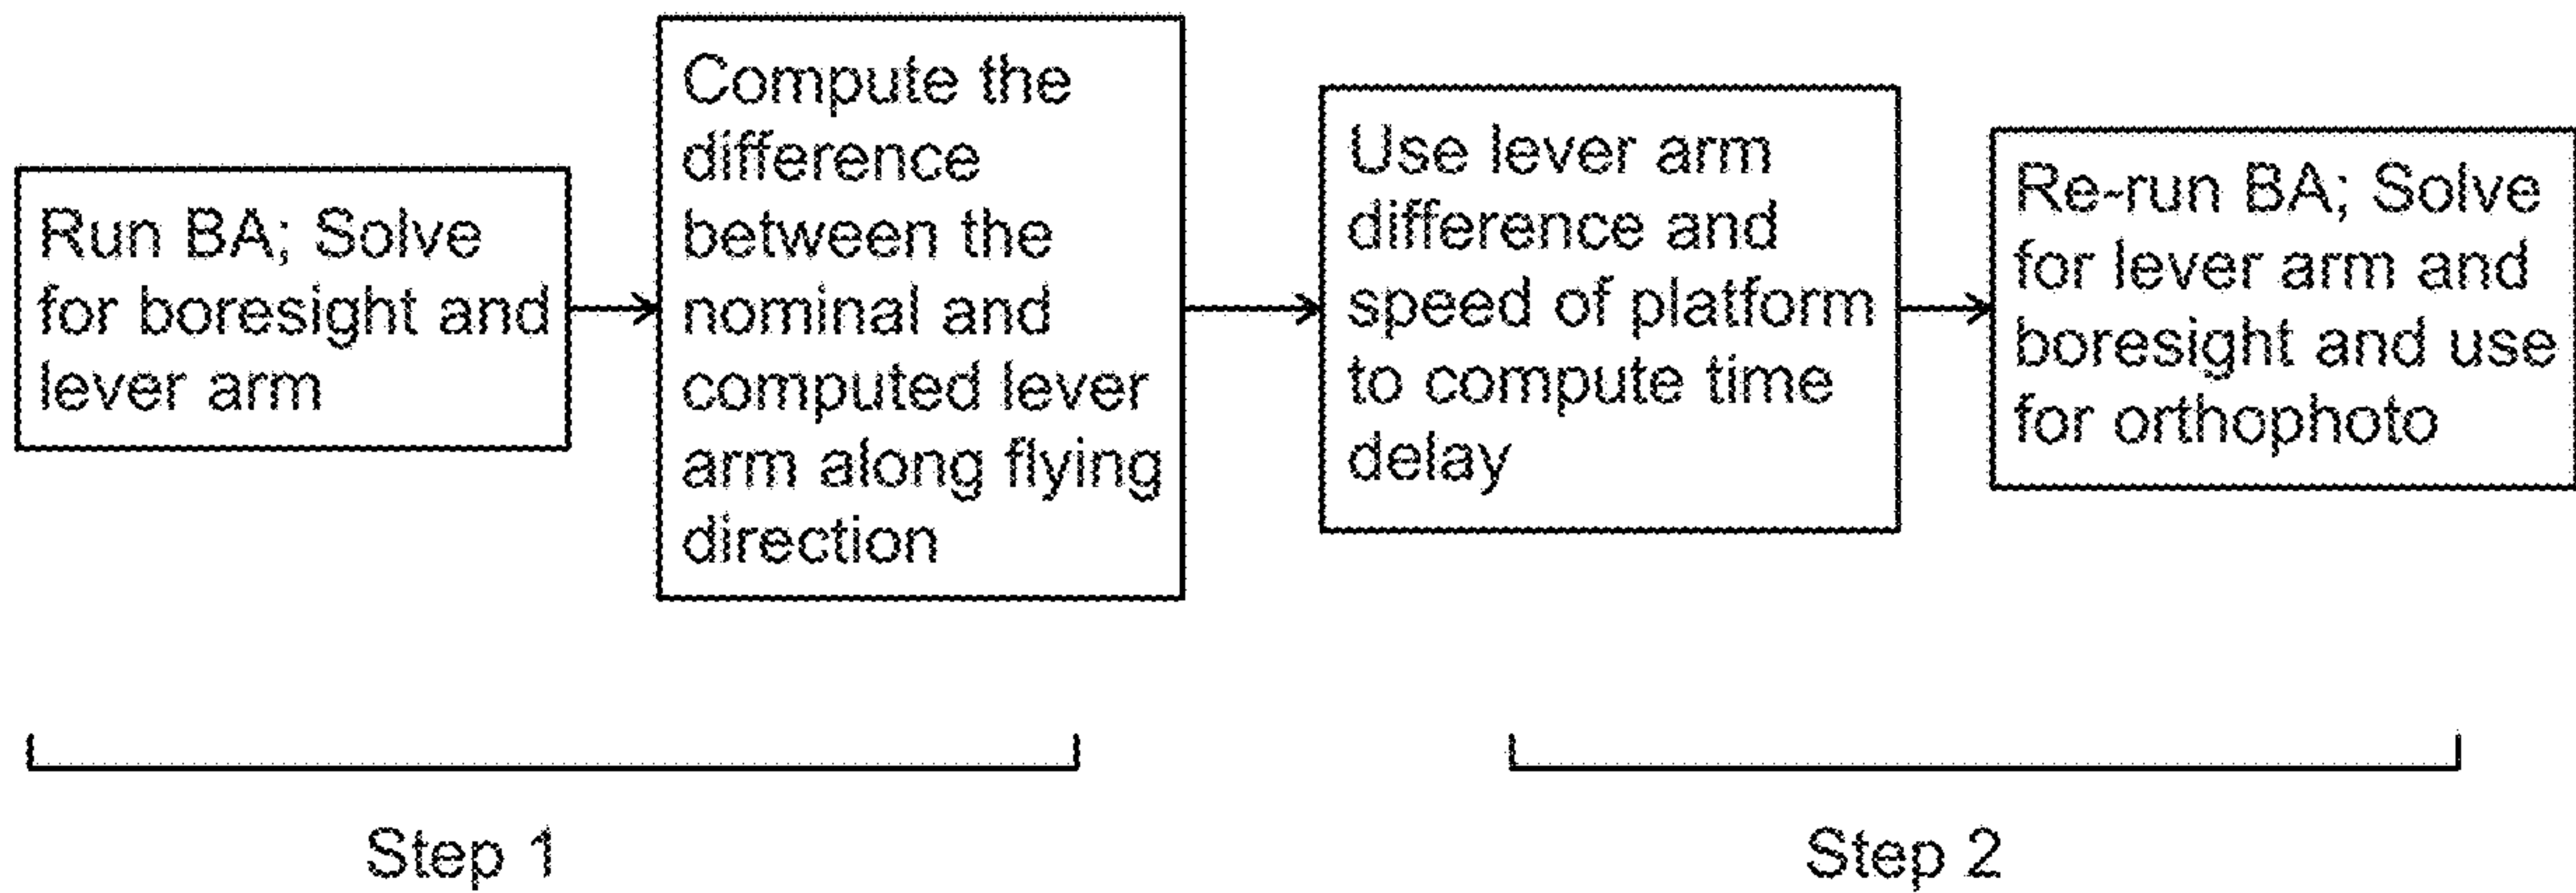 Run BA; Solve
for boresight and
lever arm
Compute the
difference
between the
nominal and
computed lever
arm along flying
direction
Use lever arm
difference and
speed of platform
to compute time
delay
Re-run BA; Solve
for lever arm and
boresight and use
for orthophoto
Step 1
Step 2